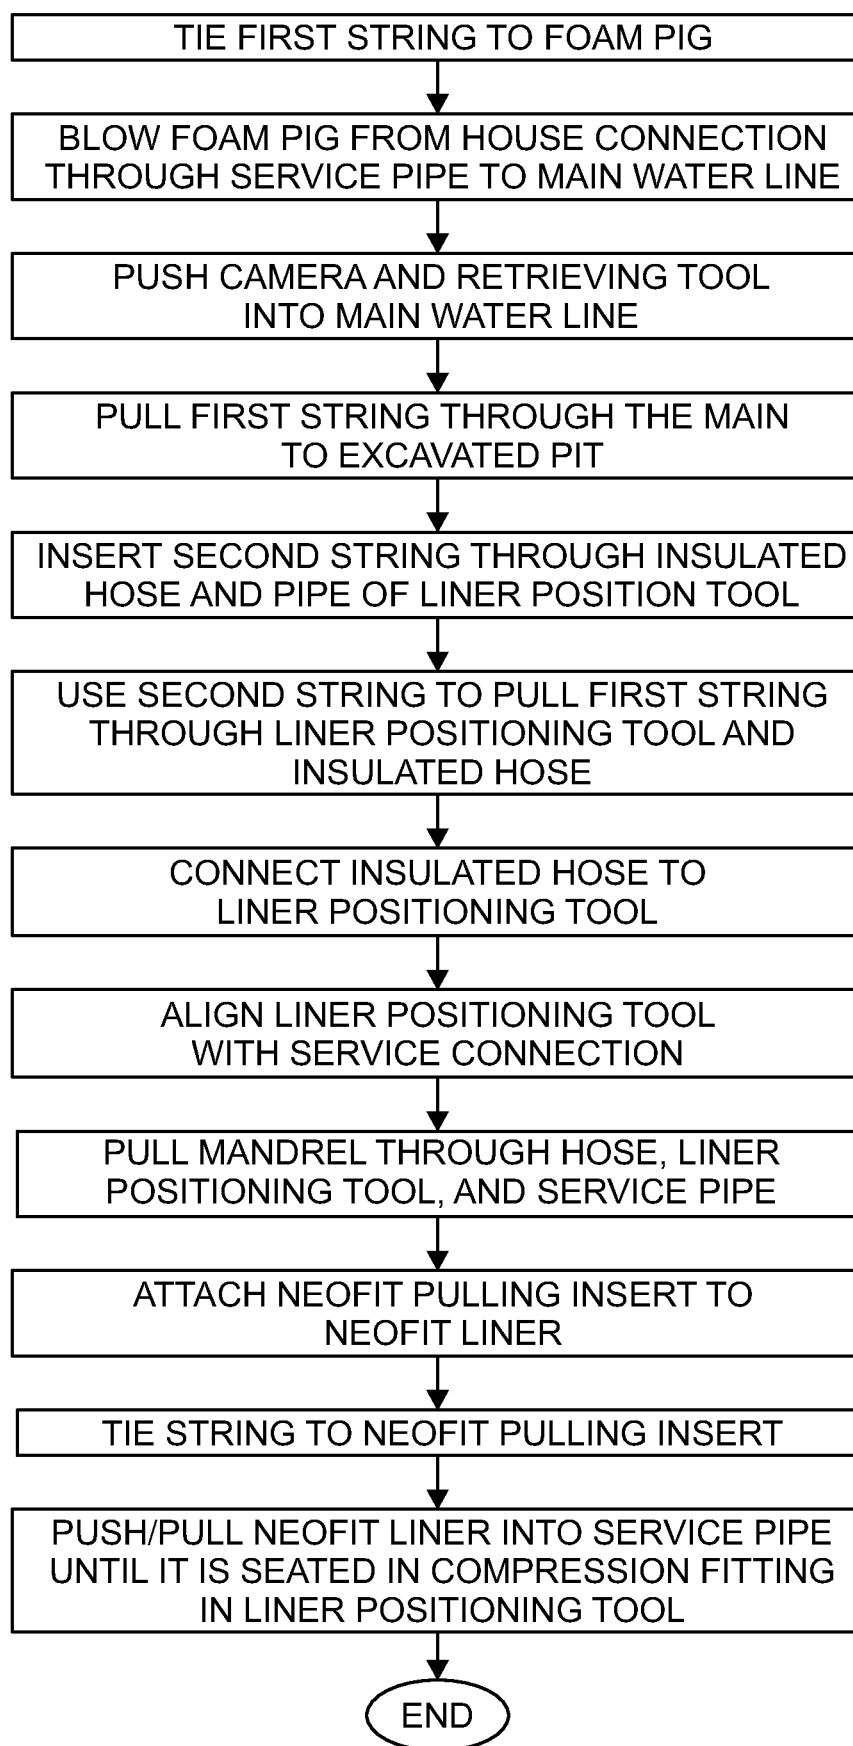 TIE FIRST STRING TO FOAM PIG
BLOW FOAM PIG FROM HOUSE CONNECTION
THROUGH SERVICE PIPE TO MAIN WATER LINE
PUSH CAMERA AND RETRIEVING TOOL
INTO MAIN WATER LINE
PULL FIRST STRING THROUGH THE MAIN
TO EXCAVATED PIT
INSERT SECOND STRING THROUGH INSULATED
HOSE AND PIPE OF LINER POSITION TOOL
USE SECOND STRING TO PULL FIRST STRING
THROUGH LINER POSITIONING TOOL AND
INSULATED HOSE
CONNECT INSULATED HOSE TO
LINER POSITIONING TOOL
ALIGN LINER POSITIONING TOOL
WITH SERVICE CONNECTION
PULL MANDREL THROUGH HOSE, LINER
POSITIONING TOOL, AND SERVICE PIPE
ATTACH NEOFIT PULLING INSERT TO
NEOFIT LINER
TIE STRING TO NEOFIT PULLING INSERT
PUSH/PULL NEOFIT LINER INTO SERVICE PIPE
UNTIL IT IS SEATED IN COMPRESSION FITTING
IN LINER POSITIONING TOOL
END